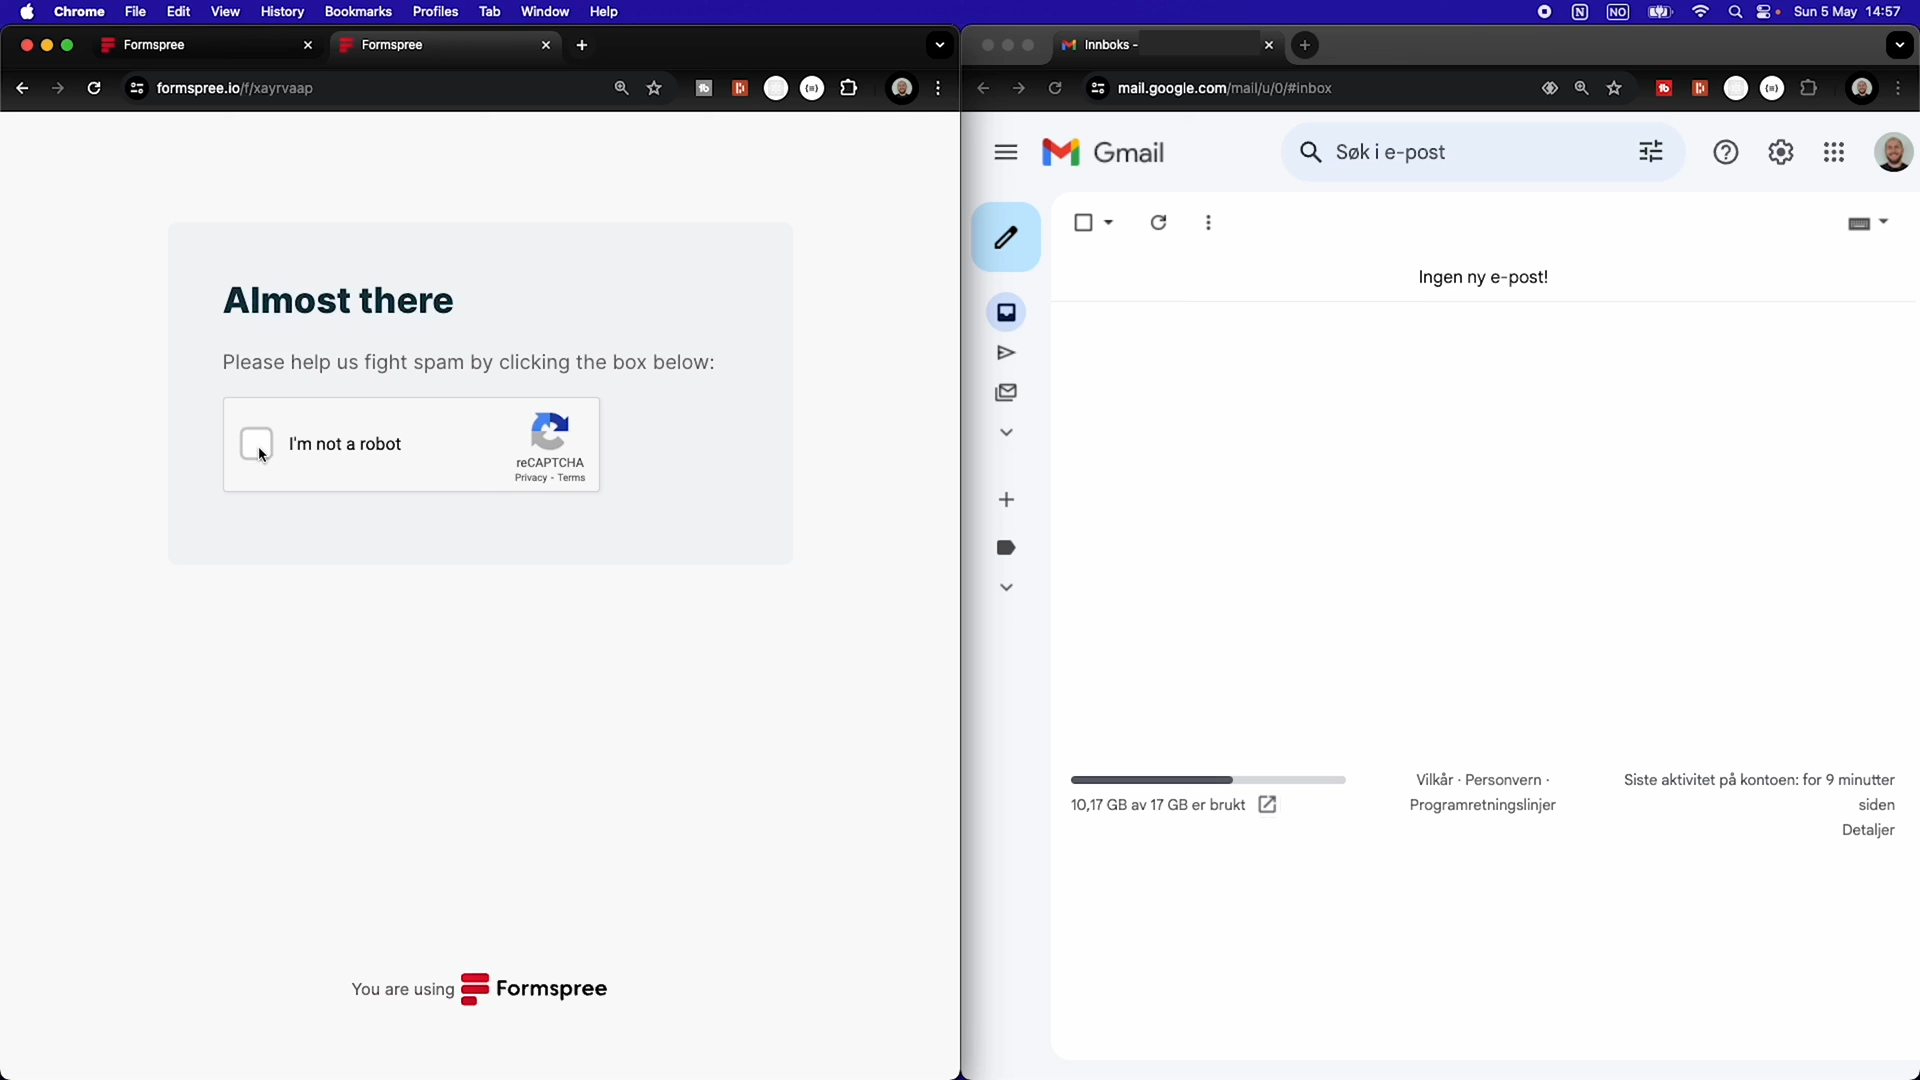 Chrome File Edit View History Bookmarks Profiles Tab Window Help
N NO Sun 5 May 14:57
Formspree Formspree
formspree.io/f/xayrvaap
Almost there
Please help us fight spam by clicking the box below:
I'm not a robot
reCAPTCHA
Privacy - Terms
You are using Formspree
Innboks -
mail.google.com/mail/u/0/#inbox
Gmail
Søk i e-post
Ingen ny e-post!
10,17 GB av 17 GB er brukt
Vilkår · Personvern ·
Programretningslinjer
Siste aktivitet på kontoen: for 9 minutter
siden
Detaljer